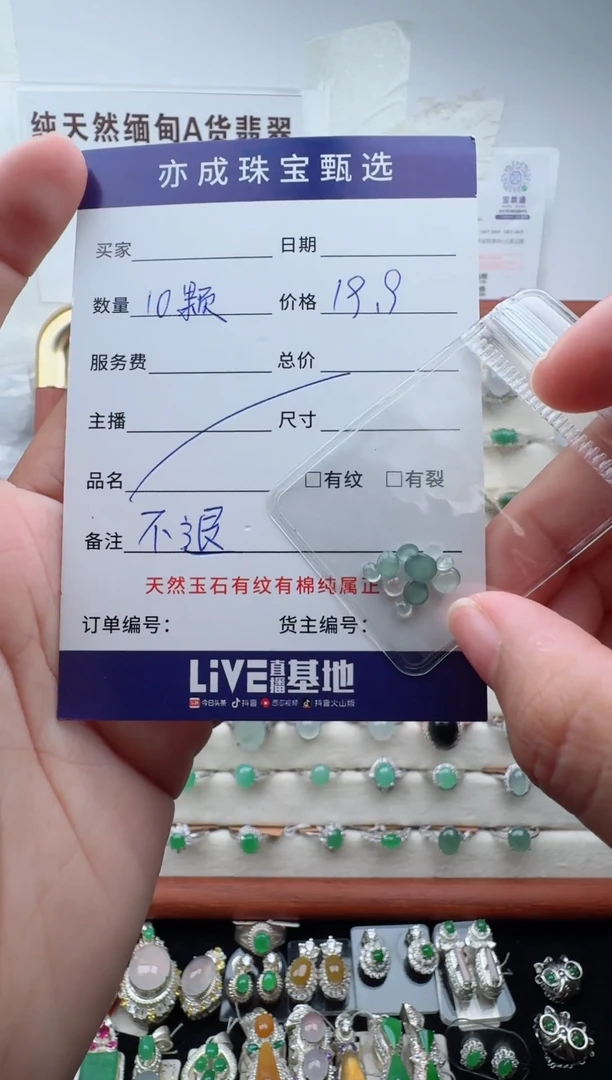 纯天然缅甸A货翡翠
亦成珠宝甄选
买家 日期
数量 10颗 价格 19.9
服务费 总价
主播 尺寸
品名 □有纹 □有裂
备注 不退
天然玉石有纹有棉纯属正
订单编号： 货主编号：
LiVE直播基地
今日头条 抖音 西瓜视频 抖音火山版